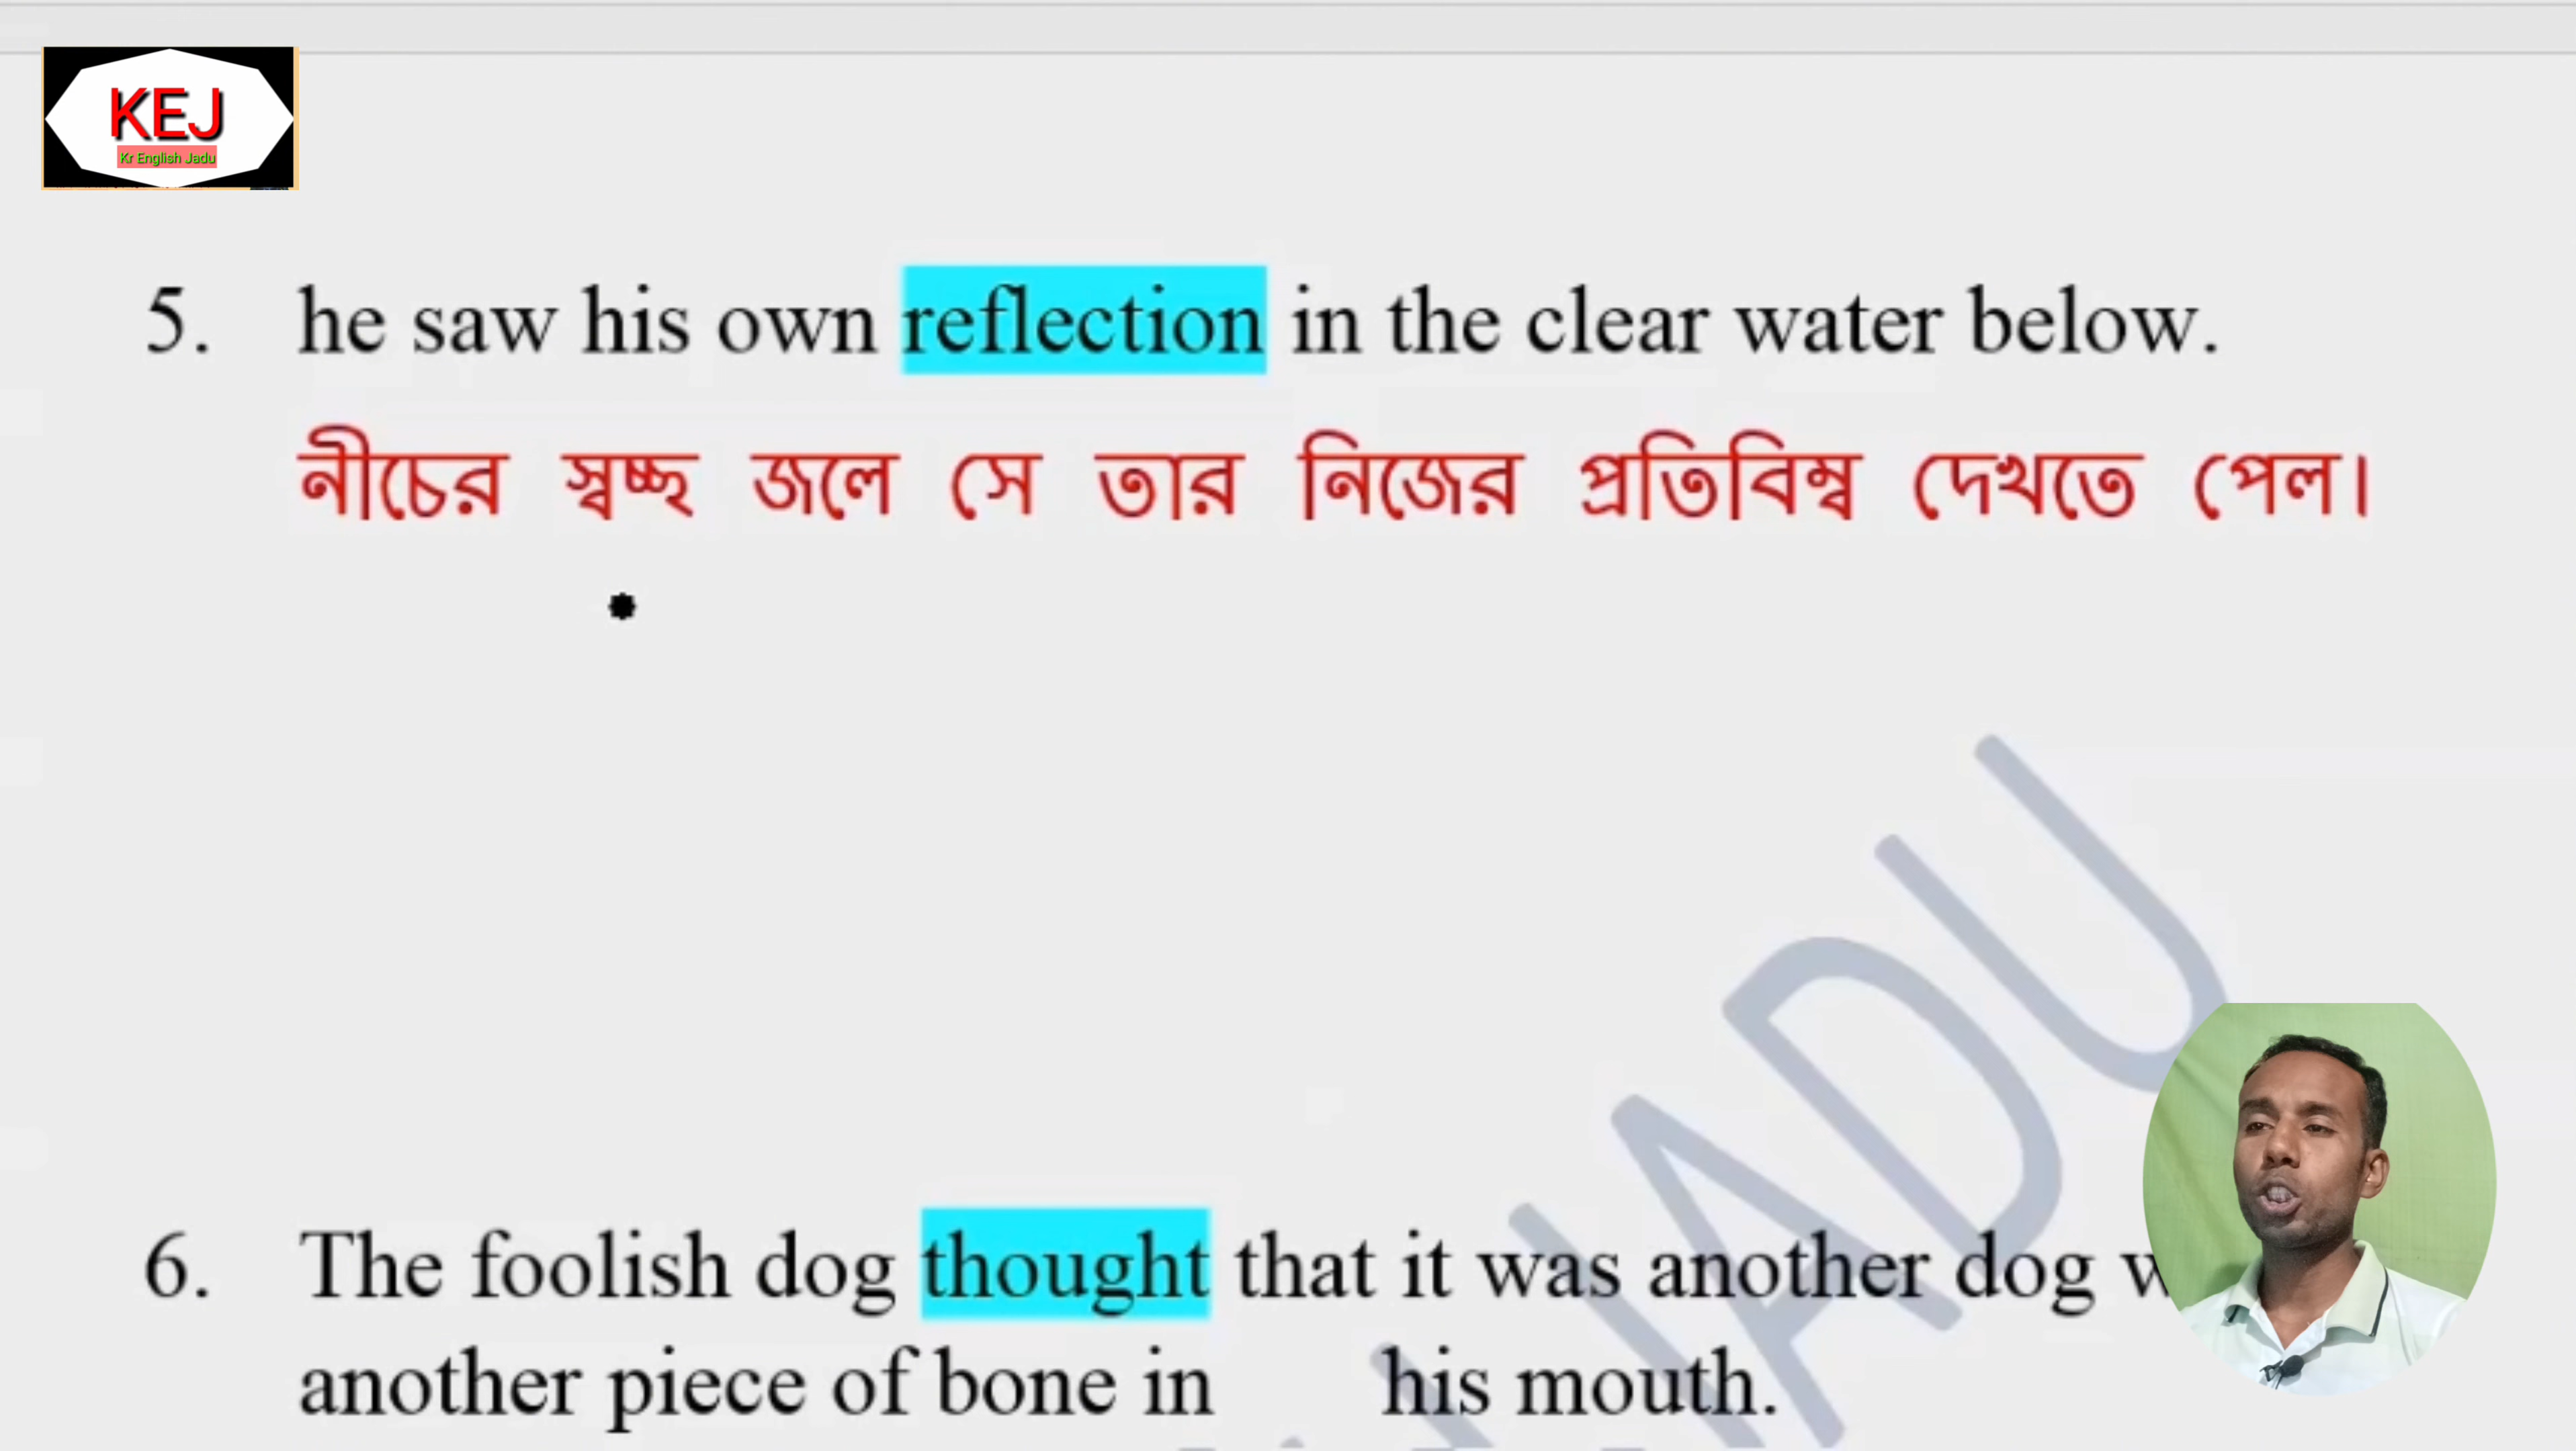 KEJ
Kr English Jadu
5. he saw his own reflection in the clear water below.
নীচের স্বচ্ছ জলে সে তার নিজের প্রতিবিম্ব দেখতে পেল।
6. The foolish dog thought that it was another dog
another piece of bone in his mouth.
JADU